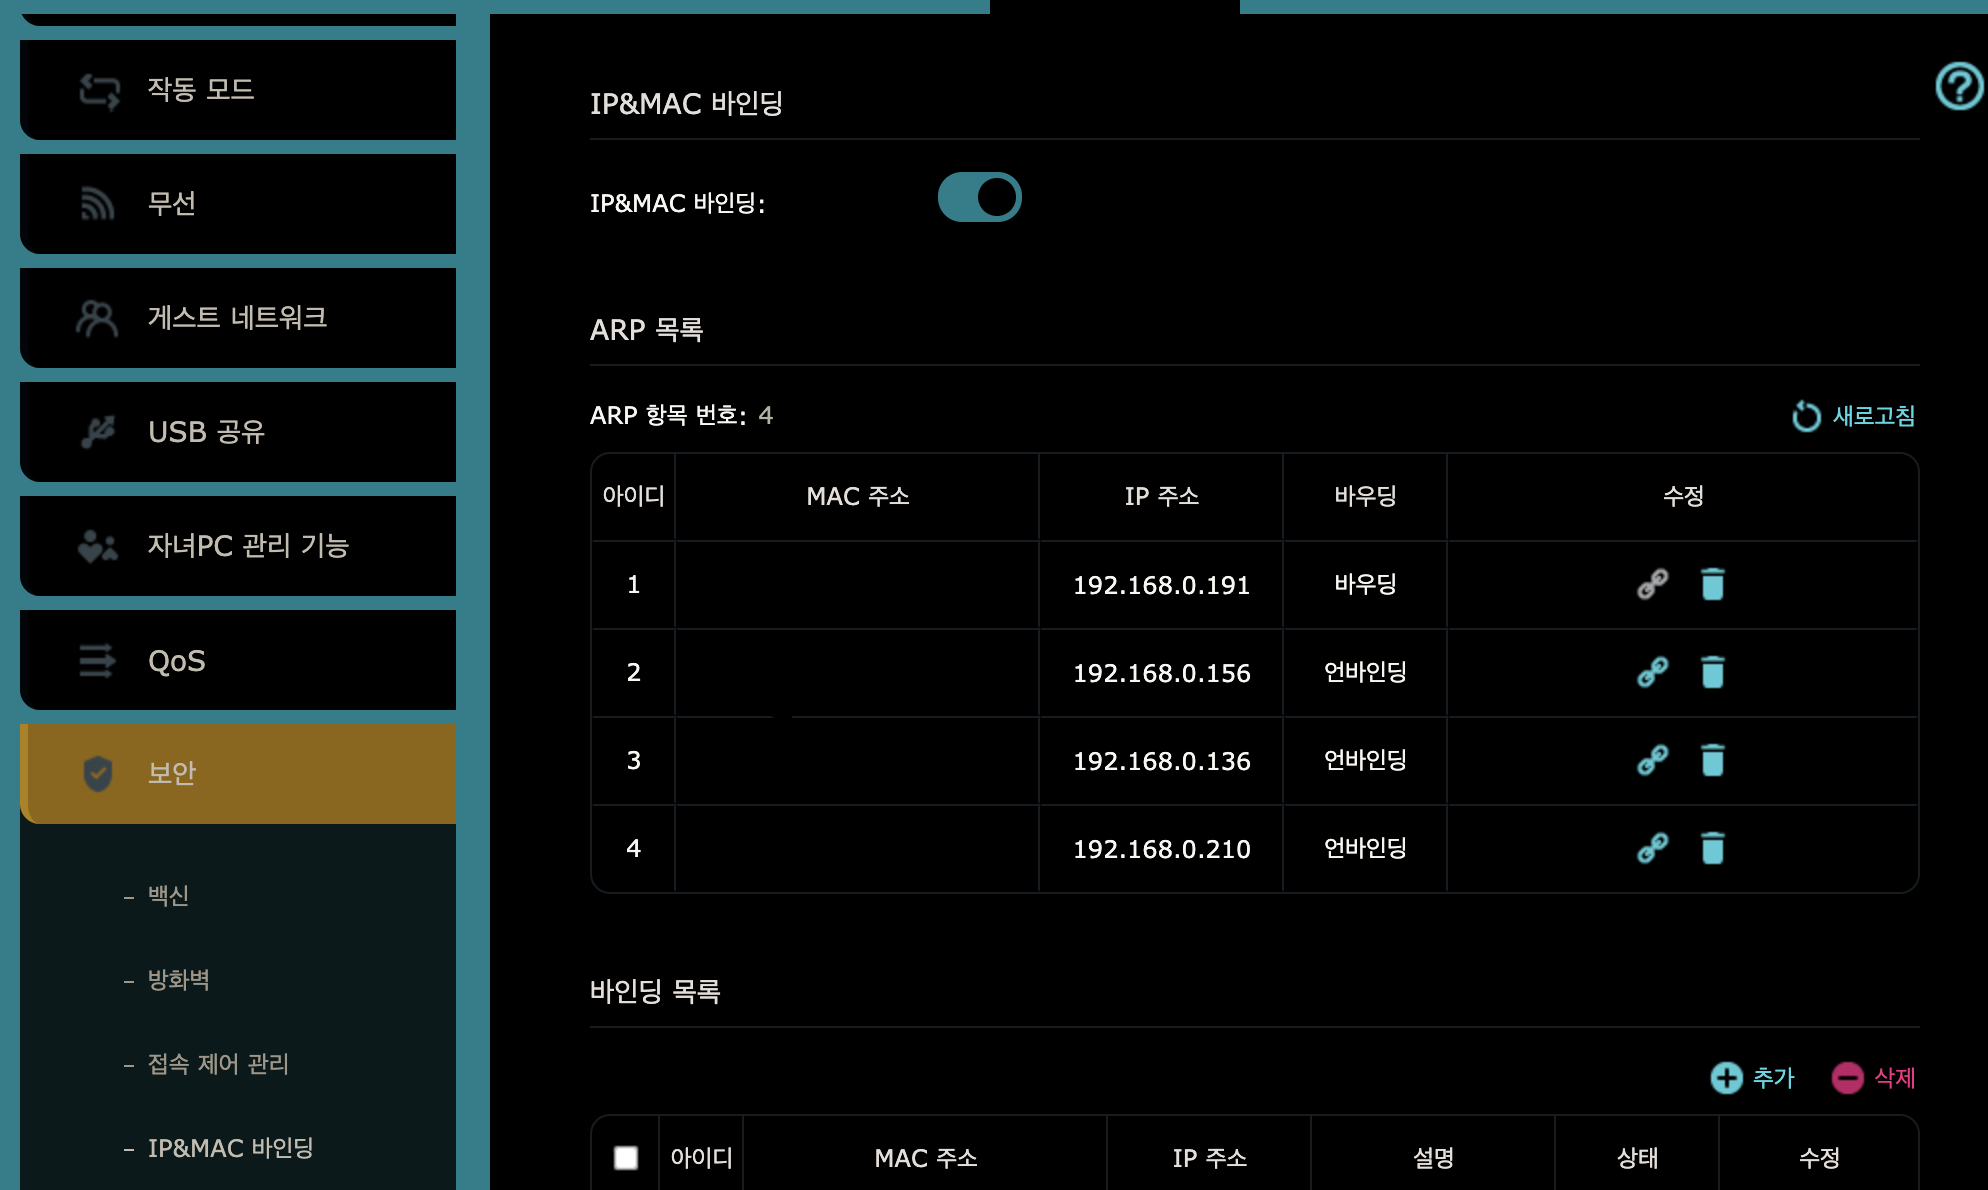 작동 모드
무선
게스트 네트워크
USB 공유
자녀PC 관리 기능
QoS
보안
– 백신
– 방화벽
– 접속 제어 관리
– IP&MAC 바인딩
IP&MAC 바인딩
IP&MAC 바인딩:
ARP 목록
ARP 항목 번호: 4
새로고침
아이디 MAC 주소 IP 주소 바우딩 수정
1 192.168.0.191 바우딩
2 192.168.0.156 언바인딩
3 192.168.0.136 언바인딩
4 192.168.0.210 언바인딩
바인딩 목록
추가 삭제
아이디 MAC 주소 IP 주소 설명 상태 수정